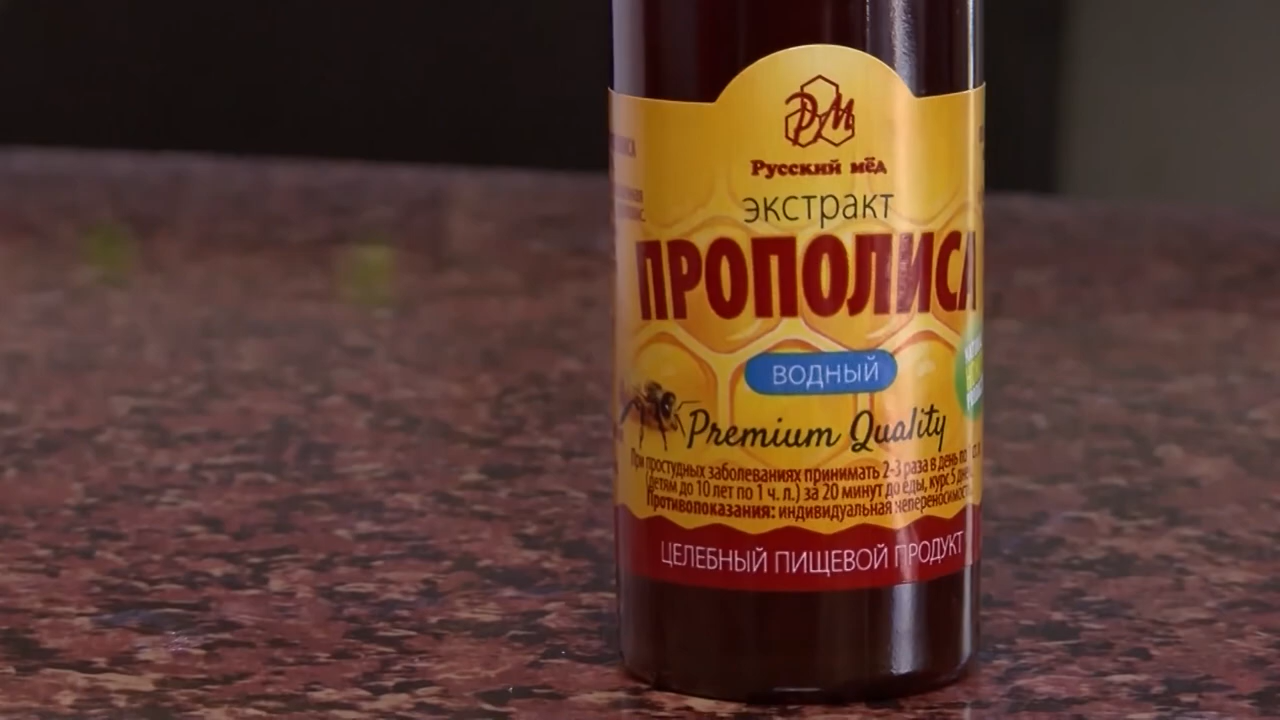 РМ
Русский мёд
экстракт
ПРОПОЛИСА
ВОДНЫЙ
Premium Quality
При простудных заболеваниях принимать 2-3 раза в день по
(детям до 10 лет по 1 ч. л.) за 20 минут до еды, курс 5
Противопоказания: индивидуальная непереносимость
ЦЕЛЕБНЫЙ ПИЩЕВОЙ ПРОДУКТ